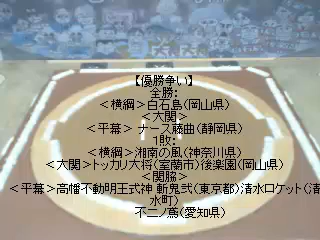 【優勝争い】
全勝:
＜横綱＞白石島(岡山県)
＜大関＞
＜平幕＞ナース藤曲(静岡県)
1敗:
＜横綱＞湘南の風(神奈川県)
＜大関＞トッカリ大将(室蘭市)後楽園(岡山県)
＜関脇＞
＜平幕＞高幡不動明王式神 斬鬼弐(東京都)清水ロケット(清水町)
不二ノ鳶(愛知県)